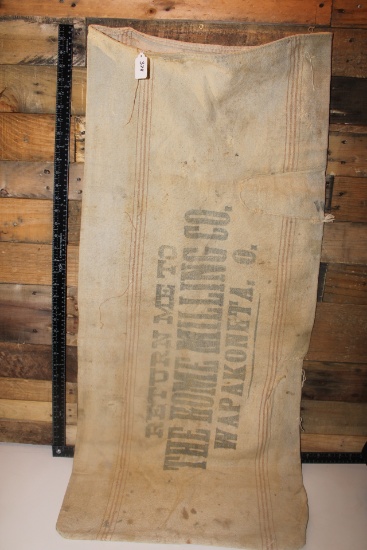 RETURN ME TO
THE HOME MILLING CO.
WAPAKONETA. O.